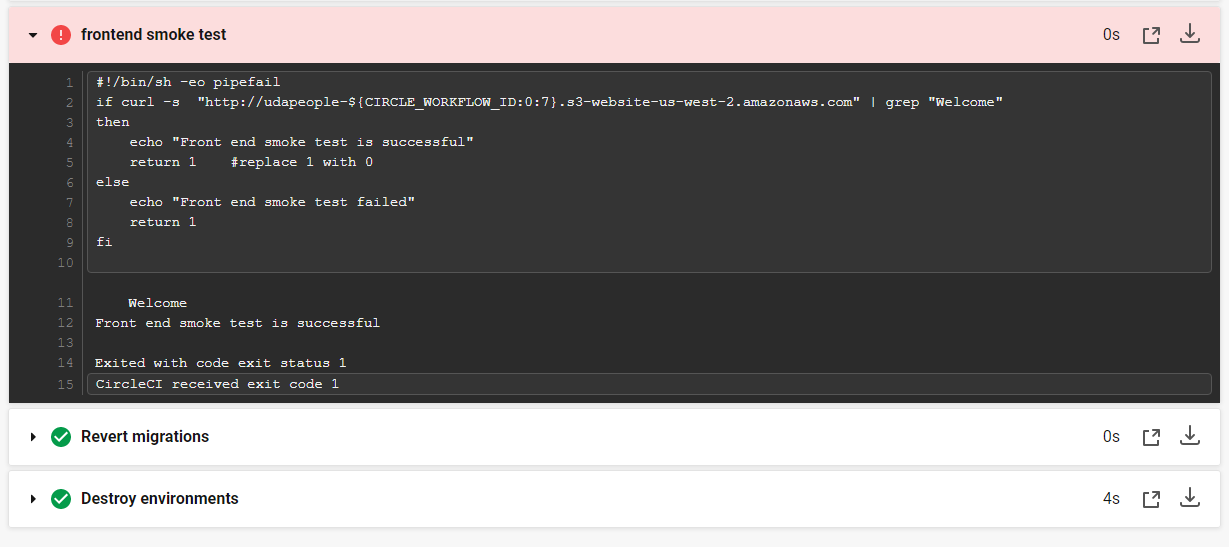 frontend smoke test 0s
1 #!/bin/sh -eo pipefail
2 if curl -s  "http://udapeople-${CIRCLE_WORKFLOW_ID:0:7}.s3-website-us-west-2.amazonaws.com" | grep "Welcome"
3 then
4     echo "Front end smoke test is successful"
5     return 1    #replace 1 with 0
6 else
7     echo "Front end smoke test failed"
8     return 1
9 fi
10
11     Welcome
12 Front end smoke test is successful
13
14 Exited with code exit status 1
15 CircleCI received exit code 1
Revert migrations 0s
Destroy environments 4s